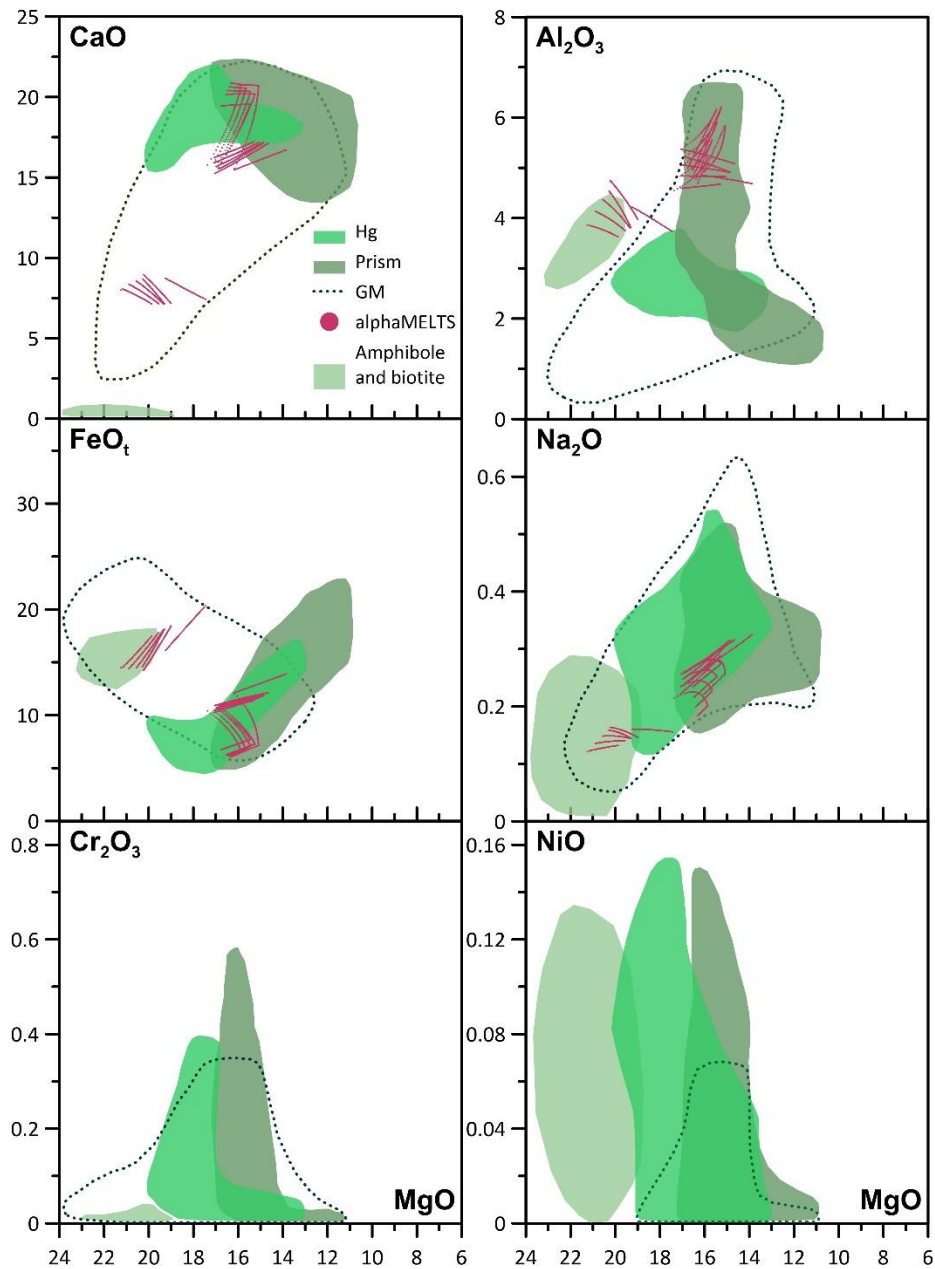 CaO
25
20
15
10
5
0
Hg
Prism
GM
alphaMELTS
Amphibole
and biotite
Al₂O₃
8
6
4
2
0
FeOₜ
30
20
10
0
Na₂O
0.6
0.4
0.2
0
Cr₂O₃
0.8
0.6
0.4
0.2
0
MgO
24 22 20 18 16 14 12 10 8 6
NiO
0.16
0.12
0.08
0.04
0
MgO
24 22 20 18 16 14 12 10 8 6